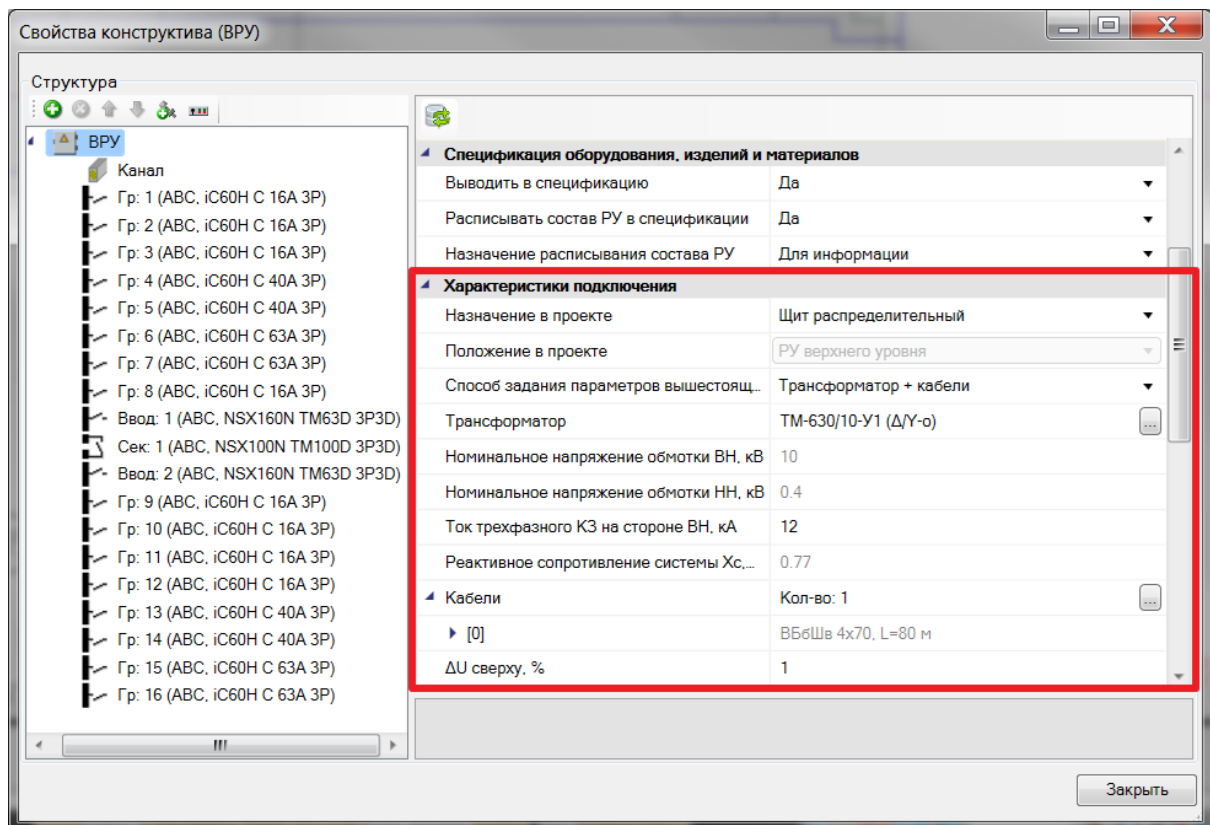 Свойства конструктива (ВРУ)
Структура
ВРУ
Канал
Гр: 1 (ABC, iC60H C 16A 3P)
Гр: 2 (ABC, iC60H C 16A 3P)
Гр: 3 (ABC, iC60H C 16A 3P)
Гр: 4 (ABC, iC60H C 40A 3P)
Гр: 5 (ABC, iC60H C 40A 3P)
Гр: 6 (ABC, iC60H C 63A 3P)
Гр: 7 (ABC, iC60H C 63A 3P)
Гр: 8 (ABC, iC60H C 16A 3P)
Ввод: 1 (ABC, NSX160N TM63D 3P3D)
Сек: 1 (ABC, NSX100N TM100D 3P3D)
Ввод: 2 (ABC, NSX160N TM63D 3P3D)
Гр: 9 (ABC, iC60H C 16A 3P)
Гр: 10 (ABC, iC60H C 16A 3P)
Гр: 11 (ABC, iC60H C 16A 3P)
Гр: 12 (ABC, iC60H C 16A 3P)
Гр: 13 (ABC, iC60H C 40A 3P)
Гр: 14 (ABC, iC60H C 40A 3P)
Гр: 15 (ABC, iC60H C 63A 3P)
Гр: 16 (ABC, iC60H C 63A 3P)
Спецификация оборудования, изделий и материалов
Выводить в спецификацию Да
Расписывать состав РУ в спецификации Да
Назначение расписывания состава РУ Для информации
Характеристики подключения
Назначение в проекте Щит распределительный
Положение в проекте РУ верхнего уровня
Способ задания параметров вышестоящ... Трансформатор + кабели
Трансформатор ТМ-630/10-У1 (Δ/Y-o) ...
Номинальное напряжение обмотки ВН, кВ 10
Номинальное напряжение обмотки НН, кВ 0.4
Ток трехфазного КЗ на стороне ВН, кА 12
Реактивное сопротивление системы Xc,... 0.77
Кабели Кол-во: 1 ...
[0] ВБбШв 4x70, L=80 м
ΔU сверху, % 1
Закрыть